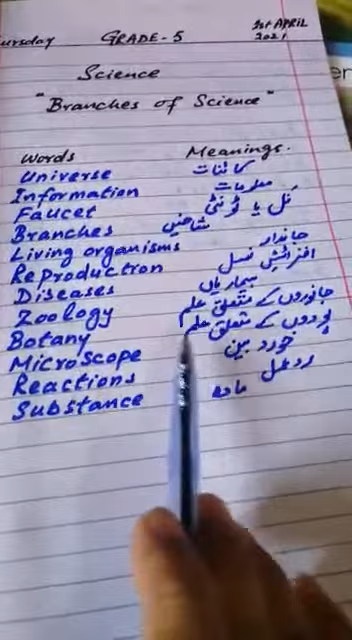 Thursday GRADE-5 1st APRIL 2021
Science
"Branches of Science"
Words Meanings.
Universe کائنات
Information معلومات
Faucet نل یا ٹونٹی
Branches شاخیں
Living organisms جاندار
Reproduction افزائش نسل
Diseases بیماریاں
Zoology جانوروں کے متعلق علم
Botany پودوں کے متعلق علم
Microscope خورد بین
Reactions ردعمل
Substance مادہ